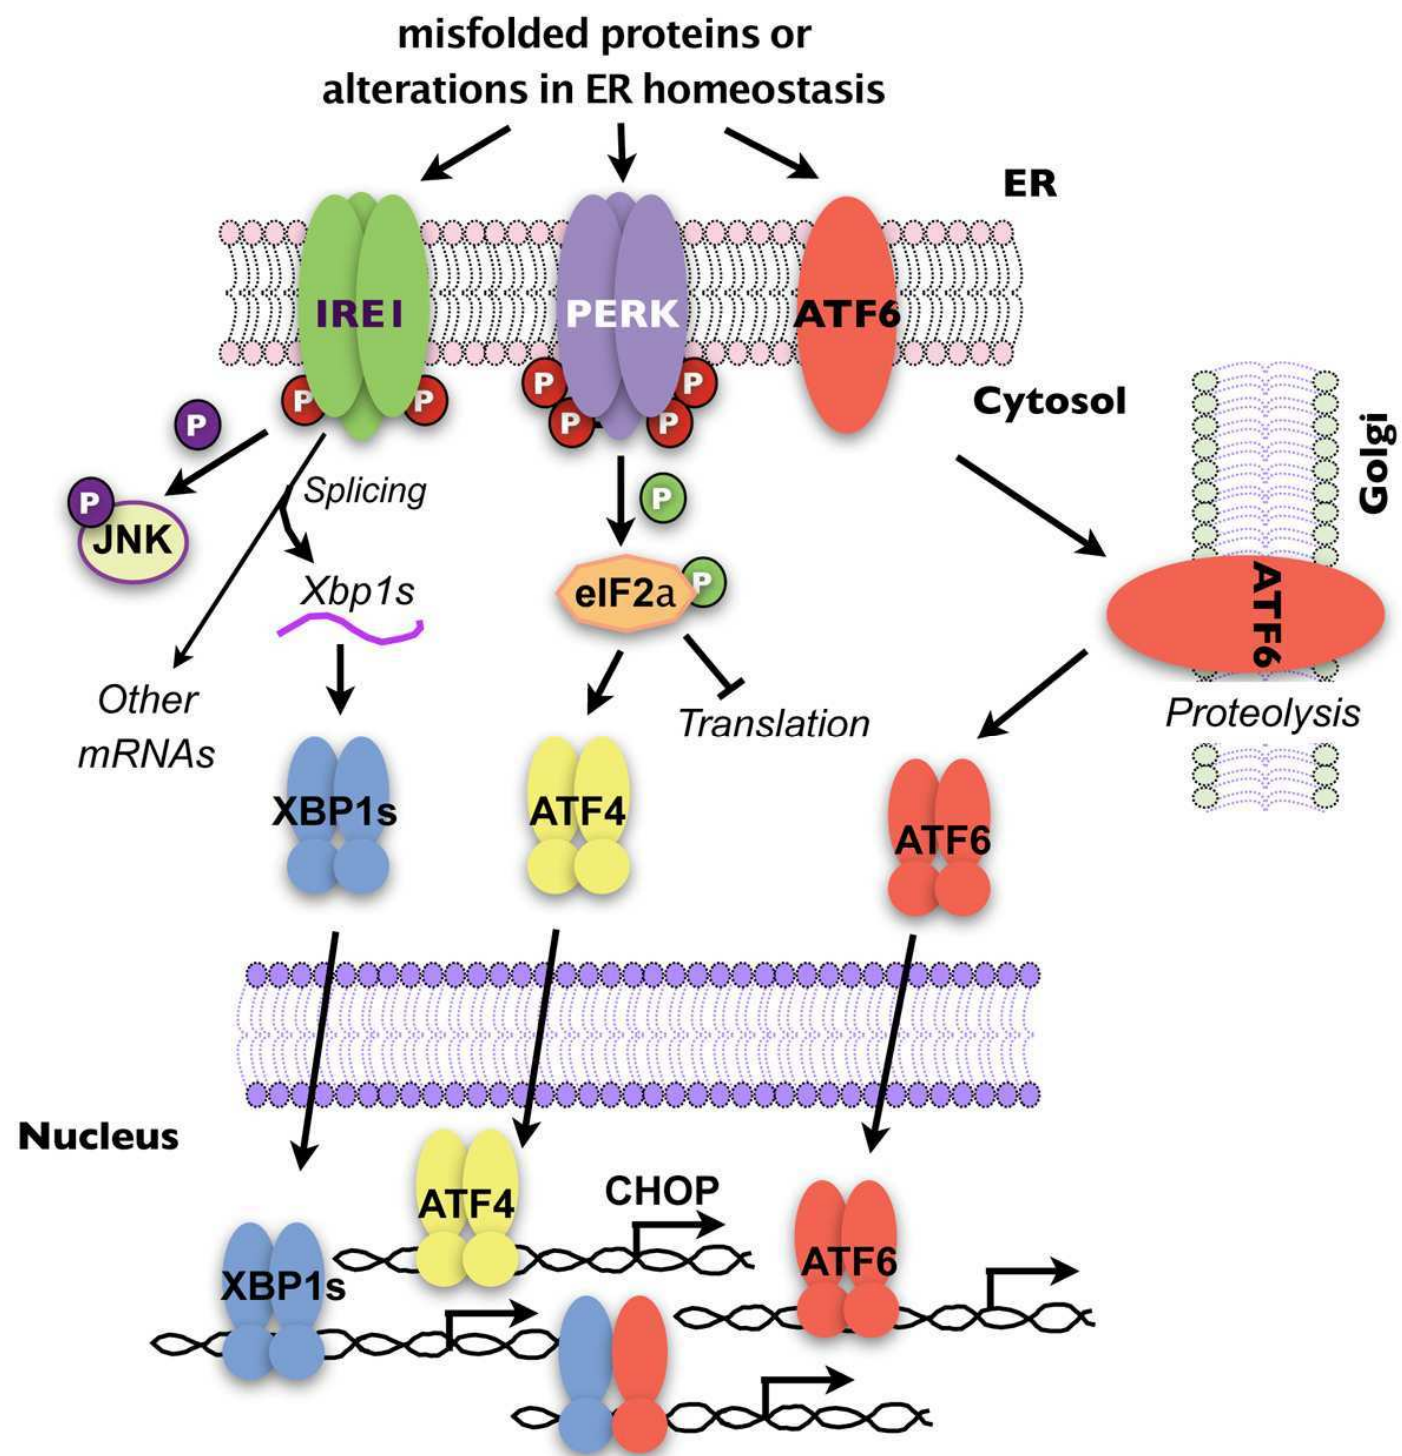 misfolded proteins or
alterations in ER homeostasis
ER
IRE1
PERK
ATF6
P
P
P
P
P
P
Cytosol
Golgi
P
P
JNK
Splicing
P
Xbp1s
eIF2a
P
ATF6
Other
mRNAs
Translation
Proteolysis
XBP1s
ATF4
ATF6
Nucleus
ATF4
CHOP
XBP1s
ATF6